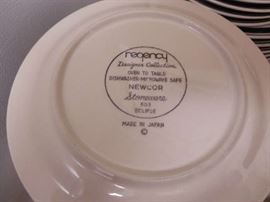 regency
Designer Collection
OVEN TO TABLE
DISHWASHER-MICROWAVE SAFE
NEWCOR
Stoneware
ECLIPSE
MADE IN JAPAN
©